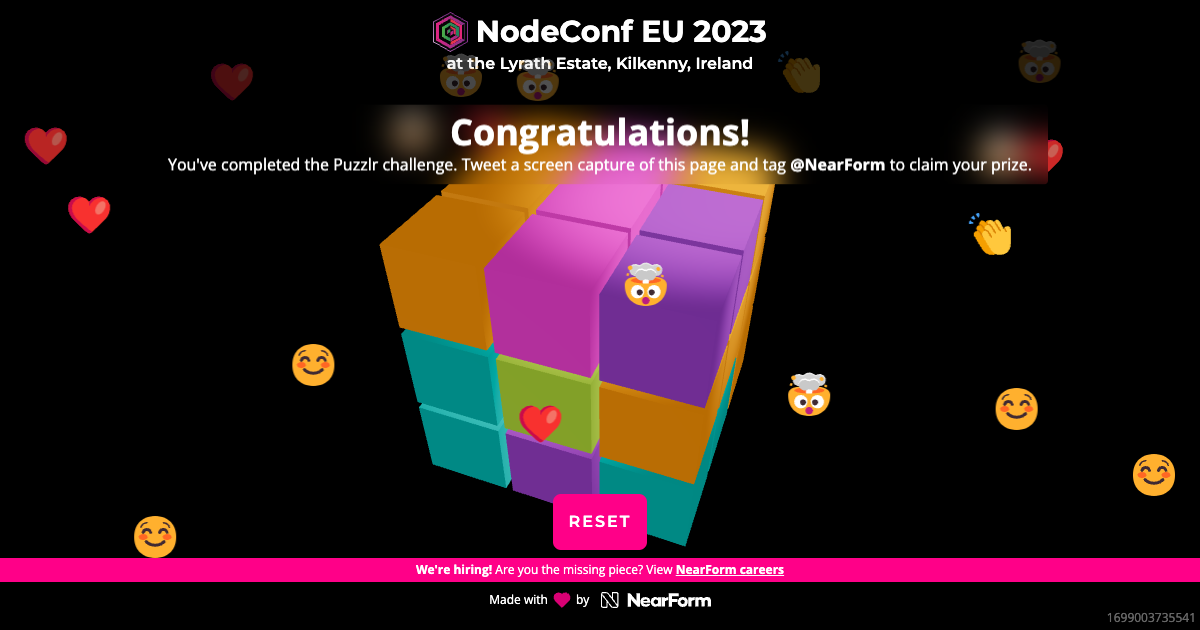 NodeConf EU 2023
at the Lyrath Estate, Kilkenny, Ireland
Congratulations!
You've completed the Puzzlr challenge. Tweet a screen capture of this page and tag @NearForm to claim your prize.
RESET
We're hiring! Are you the missing piece? View NearForm careers
Made with by NearForm
1699003735541